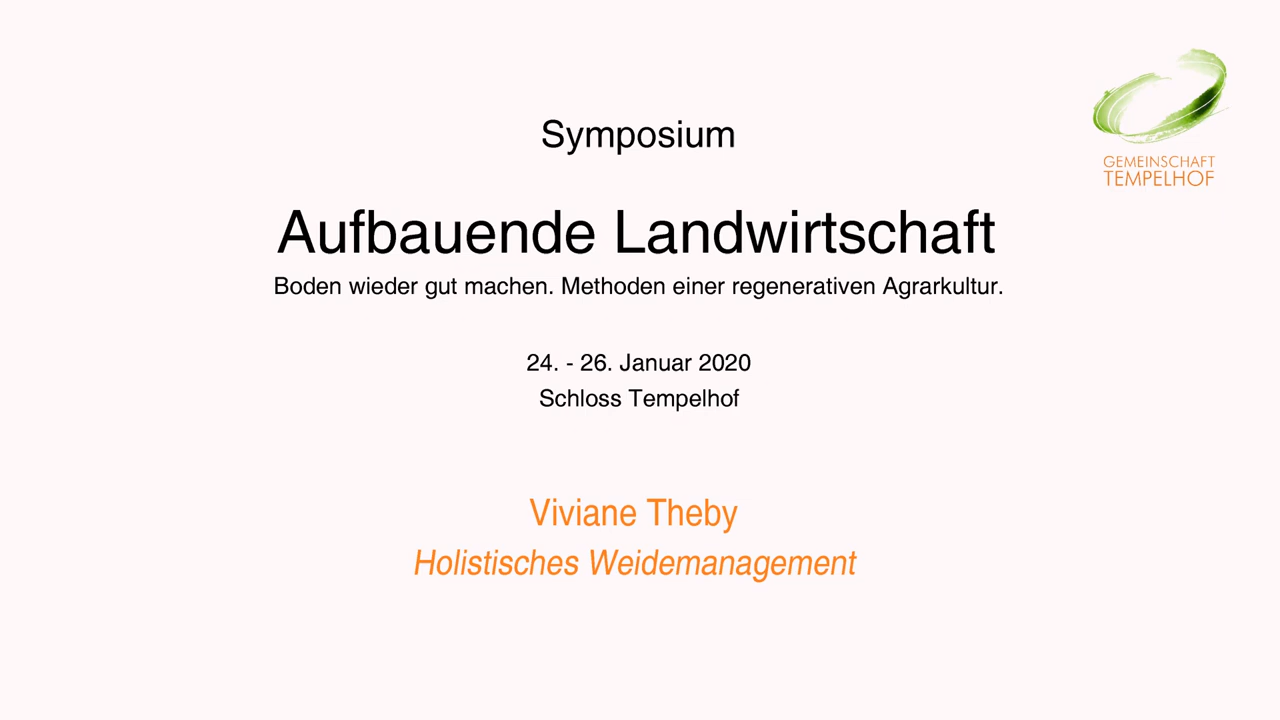 Symposium
GEMEINSCHAFT
TEMPELHOF
Aufbauende Landwirtschaft
Boden wieder gut machen. Methoden einer regenerativen Agrarkultur.
24. - 26. Januar 2020
Schloss Tempelhof
Viviane Theby
Holistisches Weidemanagement